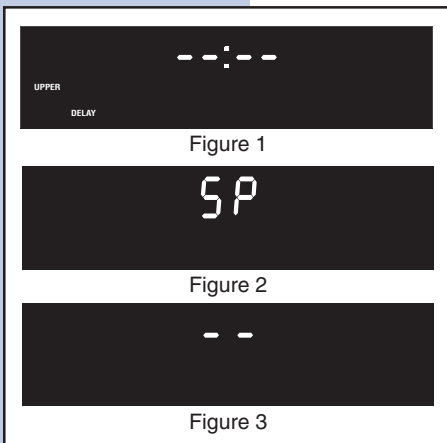 --:--
UPPER
DELAY
Figure 1
SP
Figure 2
- -
Figure 3